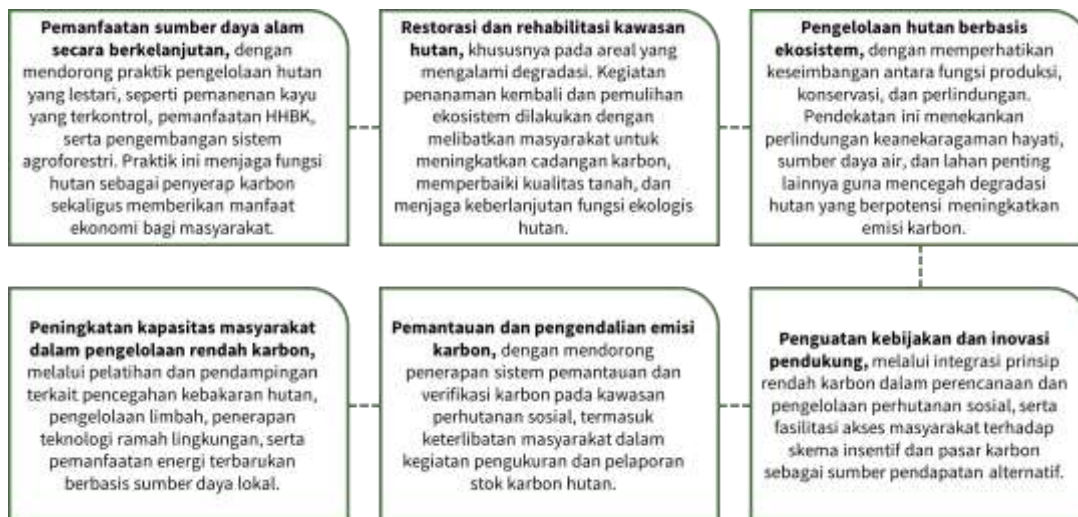 Pemanfaatan sumber daya alam
secara berkelanjutan, dengan
mendorong praktik pengelolaan hutan
yang lestari, seperti pemanenan kayu
yang terkontrol, pemanfaatan HHBK,
serta pengembangan sistem
agroforestri. Praktik ini menjaga fungsi
hutan sebagai penyerap karbon
sekaligus memberikan manfaat
ekonomi bagi masyarakat.
Restorasi dan rehabilitasi kawasan
hutan, khususnya pada areal yang
mengalami degradasi. Kegiatan
penanaman kembali dan pemulihan
ekosistem dilakukan dengan
melibatkan masyarakat untuk
meningkatkan cadangan karbon,
memperbaiki kualitas tanah, dan
menjaga keberlanjutan fungsi ekologis
hutan.
Pengelolaan hutan berbasis
ekosistem, dengan memperhatikan
keseimbangan antara fungsi produksi,
konservasi, dan perlindungan.
Pendekatan ini menekankan
perlindungan keanekaragaman hayati,
sumber daya air, dan lahan penting
lainnya guna mencegah degradasi
hutan yang berpotensi meningkatkan
emisi karbon.
Peningkatan kapasitas masyarakat
dalam pengelolaan rendah karbon,
melalui pelatihan dan pendampingan
terkait pencegahan kebakaran hutan,
pengelolaan limbah, penerapan
teknologi ramah lingkungan, serta
pemanfaatan energi terbarukan
berbasis sumber daya lokal.
Pemantauan dan pengendalian emisi
karbon, dengan mendorong
penerapan sistem pemantauan dan
verifikasi karbon pada kawasan
perhutanan sosial, termasuk
keterlibatan masyarakat dalam
kegiatan pengukuran dan pelaporan
stok karbon hutan.
Penguatan kebijakan dan inovasi
pendukung, melalui integrasi prinsip
rendah karbon dalam perencanaan dan
pengelolaan perhutanan sosial, serta
fasilitasi akses masyarakat terhadap
skema insentif dan pasar karbon
sebagai sumber pendapatan alternatif.